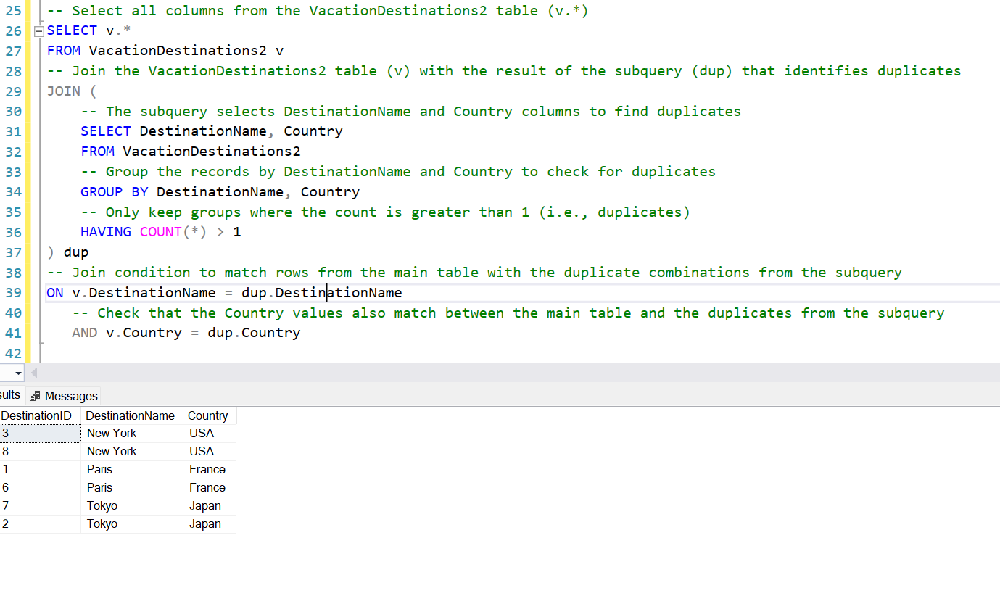 25 -- Select all columns from the VacationDestinations2 table (v.*)
26 SELECT v.*
27 FROM VacationDestinations2 v
28 -- Join the VacationDestinations2 table (v) with the result of the subquery (dup) that identifies duplicates
29 JOIN (
30     -- The subquery selects DestinationName and Country columns to find duplicates
31     SELECT DestinationName, Country
32     FROM VacationDestinations2
33     -- Group the records by DestinationName and Country to check for duplicates
34     GROUP BY DestinationName, Country
35     -- Only keep groups where the count is greater than 1 (i.e., duplicates)
36     HAVING COUNT(*) > 1
37 ) dup
38 -- Join condition to match rows from the main table with the duplicate combinations from the subquery
39 ON v.DestinationName = dup.DestinationName
40    -- Check that the Country values also match between the main table and the duplicates from the subquery
41    AND v.Country = dup.Country
42
sults Messages
DestinationID DestinationName Country
3 New York USA
8 New York USA
1 Paris France
6 Paris France
7 Tokyo Japan
2 Tokyo Japan